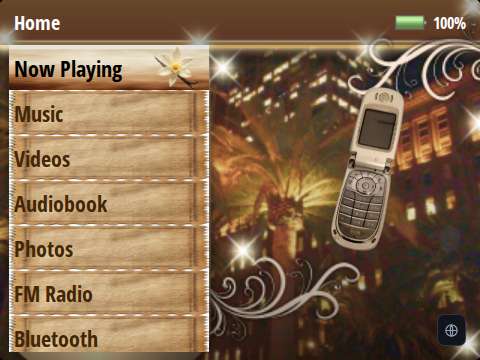 Home
100%
Now Playing
Music
Videos
Audiobook
Photos
FM Radio
Bluetooth